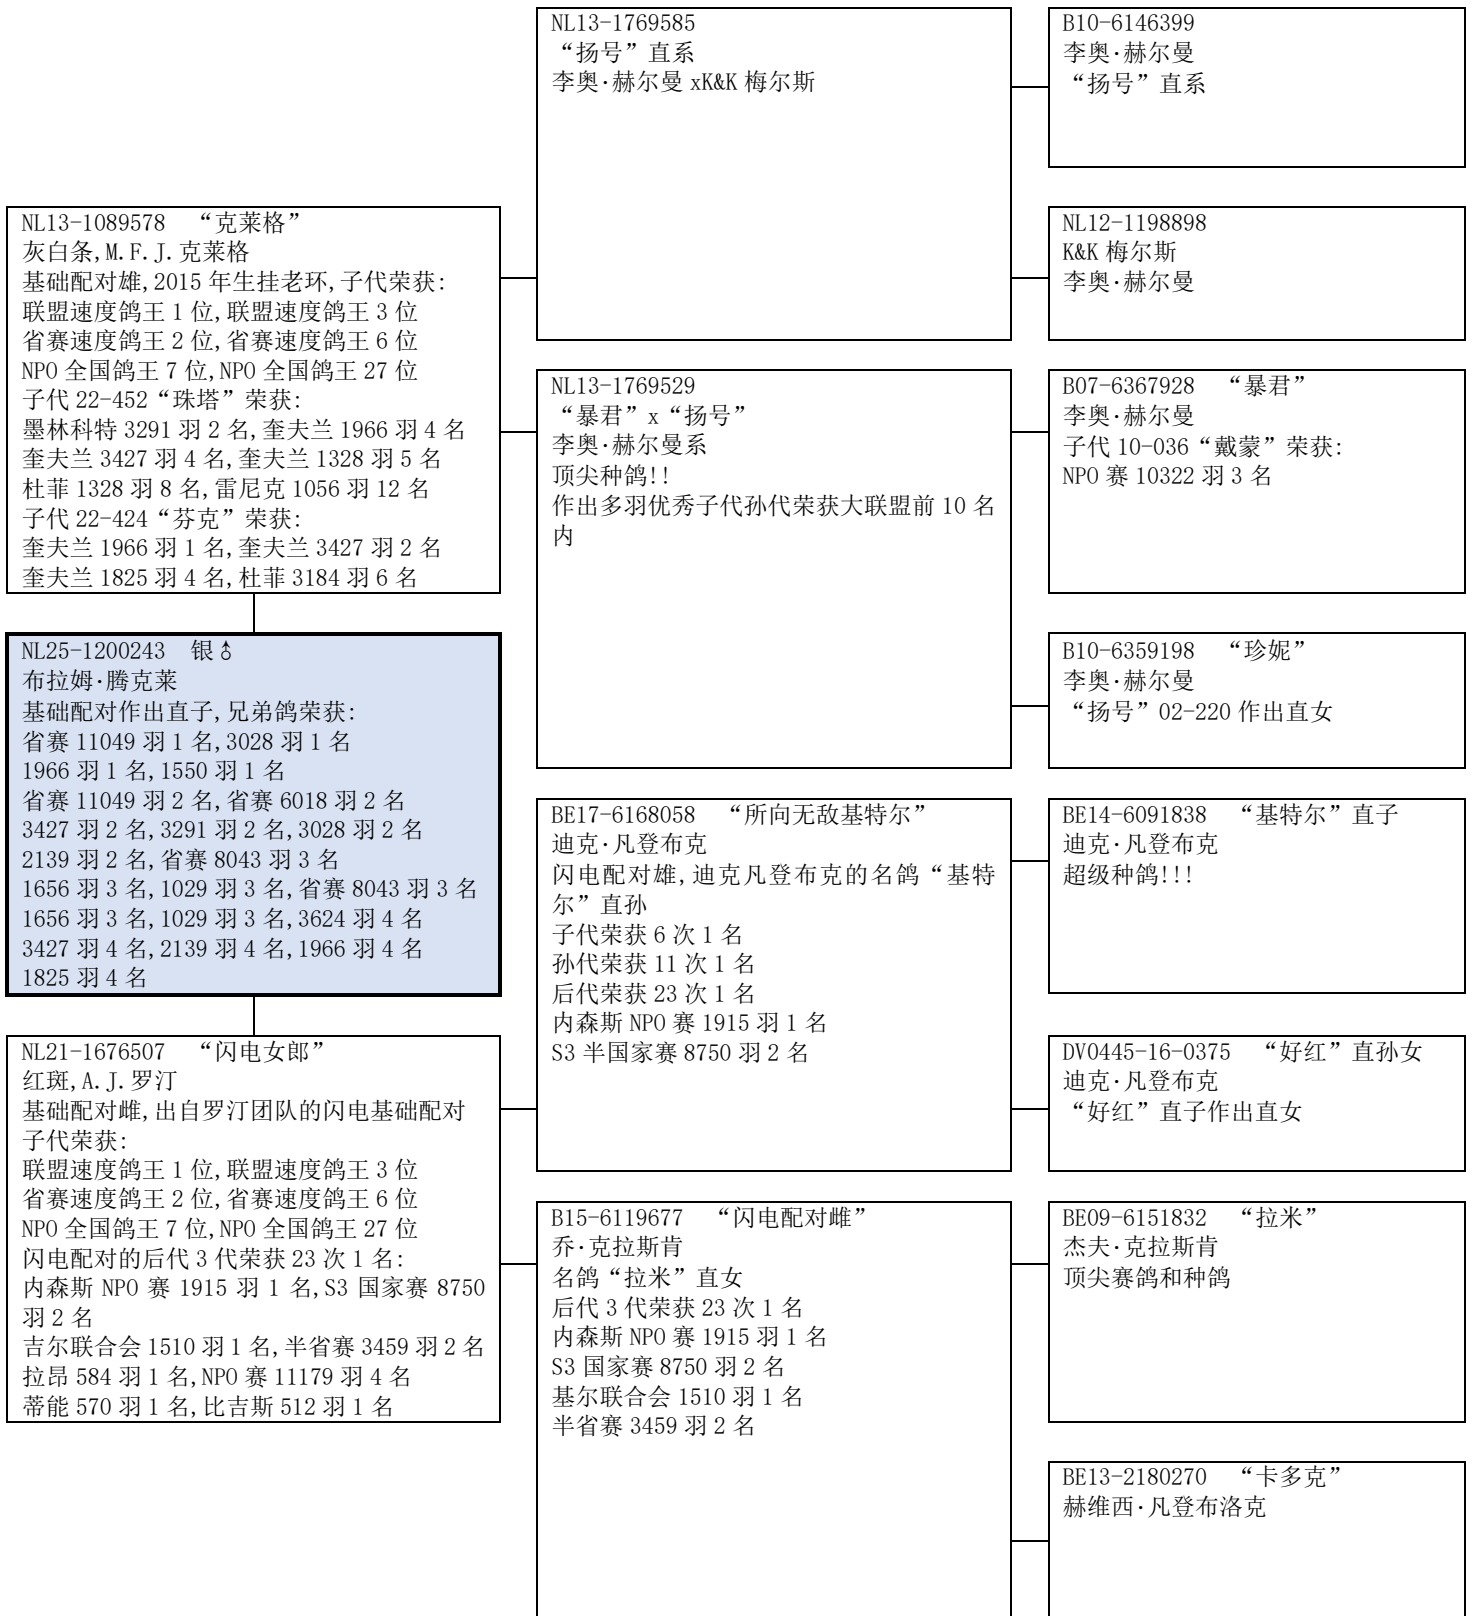 NL13-1769585
“扬号”直系
李奥·赫尔曼 xK&K 梅尔斯
B10-6146399
李奥·赫尔曼
“扬号”直系
NL13-1089578 “克莱格”
灰白条,M.F.J.克莱格
基础配对雄,2015 年生挂老环,子代荣获:
联盟速度鸽王 1 位,联盟速度鸽王 3 位
省赛速度鸽王 2 位,省赛速度鸽王 6 位
NPO 全国鸽王 7 位,NPO 全国鸽王 27 位
子代 22-452“珠塔”荣获:
墨林科特 3291 羽 2 名,奎夫兰 1966 羽 4 名
奎夫兰 3427 羽 4 名,奎夫兰 1328 羽 5 名
杜菲 1328 羽 8 名,雷尼克 1056 羽 12 名
子代 22-424“芬克”荣获:
奎夫兰 1966 羽 1 名,奎夫兰 3427 羽 2 名
奎夫兰 1825 羽 4 名,杜菲 3184 羽 6 名
NL12-1198898
K&K 梅尔斯
李奥·赫尔曼
NL13-1769529
“暴君”x“扬号”
李奥·赫尔曼系
顶尖种鸽!!
作出多羽优秀子代孙代荣获大联盟前 10 名
内
B07-6367928 “暴君”
李奥·赫尔曼
子代 10-036“戴蒙”荣获:
NPO 赛 10322 羽 3 名
NL25-1200243 银♂
布拉姆·腾克莱
基础配对作出直子,兄弟鸽荣获:
省赛 11049 羽 1 名,3028 羽 1 名
1966 羽 1 名,1550 羽 1 名
省赛 11049 羽 2 名,省赛 6018 羽 2 名
3427 羽 2 名,3291 羽 2 名,3028 羽 2 名
2139 羽 2 名,省赛 8043 羽 3 名
1656 羽 3 名,1029 羽 3 名,省赛 8043 羽 3 名
1656 羽 3 名,1029 羽 3 名,3624 羽 4 名
3427 羽 4 名,2139 羽 4 名,1966 羽 4 名
1825 羽 4 名
B10-6359198 “珍妮”
李奥·赫尔曼
“扬号”02-220 作出直女
BE17-6168058 “所向无敌基特尔”
迪克·凡登布克
闪电配对雄,迪克凡登布克的名鸽“基特
尔”直孙
子代荣获 6 次 1 名
孙代荣获 11 次 1 名
后代荣获 23 次 1 名
内森斯 NPO 赛 1915 羽 1 名
S3 半国家赛 8750 羽 2 名
BE14-6091838 “基特尔”直子
迪克·凡登布克
超级种鸽!!!
NL21-1676507 “闪电女郎”
红斑,A.J.罗汀
基础配对雌,出自罗汀团队的闪电基础配对
子代荣获:
联盟速度鸽王 1 位,联盟速度鸽王 3 位
省赛速度鸽王 2 位,省赛速度鸽王 6 位
NPO 全国鸽王 7 位,NPO 全国鸽王 27 位
闪电配对的后代 3 代荣获 23 次 1 名:
内森斯 NPO 赛 1915 羽 1 名,S3 国家赛 8750
羽 2 名
吉尔联合会 1510 羽 1 名,半省赛 3459 羽 2 名
拉昂 584 羽 1 名,NPO 赛 11179 羽 4 名
蒂能 570 羽 1 名,比吉斯 512 羽 1 名
DV0445-16-0375 “好红”直孙女
迪克·凡登布克
“好红”直子作出直女
B15-6119677 “闪电配对雌”
乔·克拉斯肯
名鸽“拉米”直女
后代 3 代荣获 23 次 1 名
内森斯 NPO 赛 1915 羽 1 名
S3 国家赛 8750 羽 2 名
基尔联合会 1510 羽 1 名
半省赛 3459 羽 2 名
BE09-6151832 “拉米”
杰夫·克拉斯肯
顶尖赛鸽和种鸽
BE13-2180270 “卡多克”
赫维西·凡登布洛克